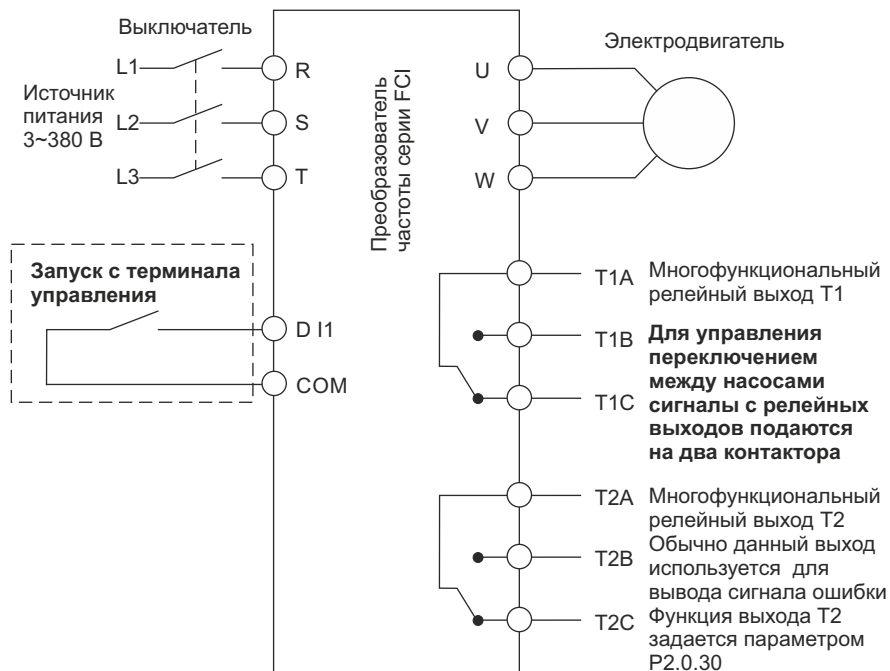 Выключатель
L1
Источник
питания
3~380 В
L2
L3
R
S
T
Преобразователь
частоты серии FCI
U
V
W
Электродвигатель
Запуск с терминала
управления
D I1
COM
T1A
Многофункциональный
релейный выход T1
T1B
Для управления
переключением
между насосами
сигналы с релейных
выходов подаются
на два контактора
T1C
T2A
Многофункциональный
релейный выход T2
T2B
Обычно данный выход
используется для
вывода сигнала ошибки
T2C
Функция выхода T2
задается параметром
P2.0.30